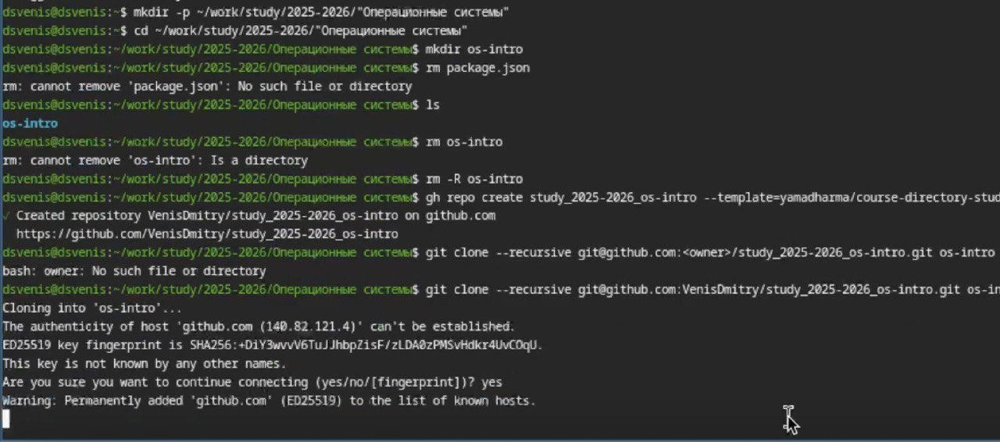 dsvenis@dsvenis:~$ mkdir -p ~/work/study/2025-2026/"Операционные системы"
dsvenis@dsvenis:~$ cd ~/work/study/2025-2026/"Операционные системы"
dsvenis@dsvenis:~/work/study/2025-2026/Операционные системы$ mkdir os-intro
dsvenis@dsvenis:~/work/study/2025-2026/Операционные системы$ rm package.json
rm: cannot remove 'package.json': No such file or directory
dsvenis@dsvenis:~/work/study/2025-2026/Операционные системы$ ls
os-intro
dsvenis@dsvenis:~/work/study/2025-2026/Операционные системы$ rm os-intro
rm: cannot remove 'os-intro': Is a directory
dsvenis@dsvenis:~/work/study/2025-2026/Операционные системы$ rm -R os-intro
dsvenis@dsvenis:~/work/study/2025-2026/Операционные системы$ gh repo create study_2025-2026_os-intro --template=yamadharma/course-directory-stud
✓ Created repository VenisDmitry/study_2025-2026_os-intro on github.com
https://github.com/VenisDmitry/study_2025-2026_os-intro
dsvenis@dsvenis:~/work/study/2025-2026/Операционные системы$ git clone --recursive git@github.com:<owner>/study_2025-2026_os-intro.git os-intro
bash: owner: No such file or directory
dsvenis@dsvenis:~/work/study/2025-2026/Операционные системы$ git clone --recursive git@github.com:VenisDmitry/study_2025-2026_os-intro.git os-in
Cloning into 'os-intro'...
The authenticity of host 'github.com (140.82.121.4)' can't be established.
ED25519 key fingerprint is SHA256:+DiY3wvvV6TuJJhbpZisF/zLDA0zPMSvHdkr4UvCOqU.
This key is not known by any other names.
Are you sure you want to continue connecting (yes/no/[fingerprint])? yes
Warning: Permanently added 'github.com' (ED25519) to the list of known hosts.